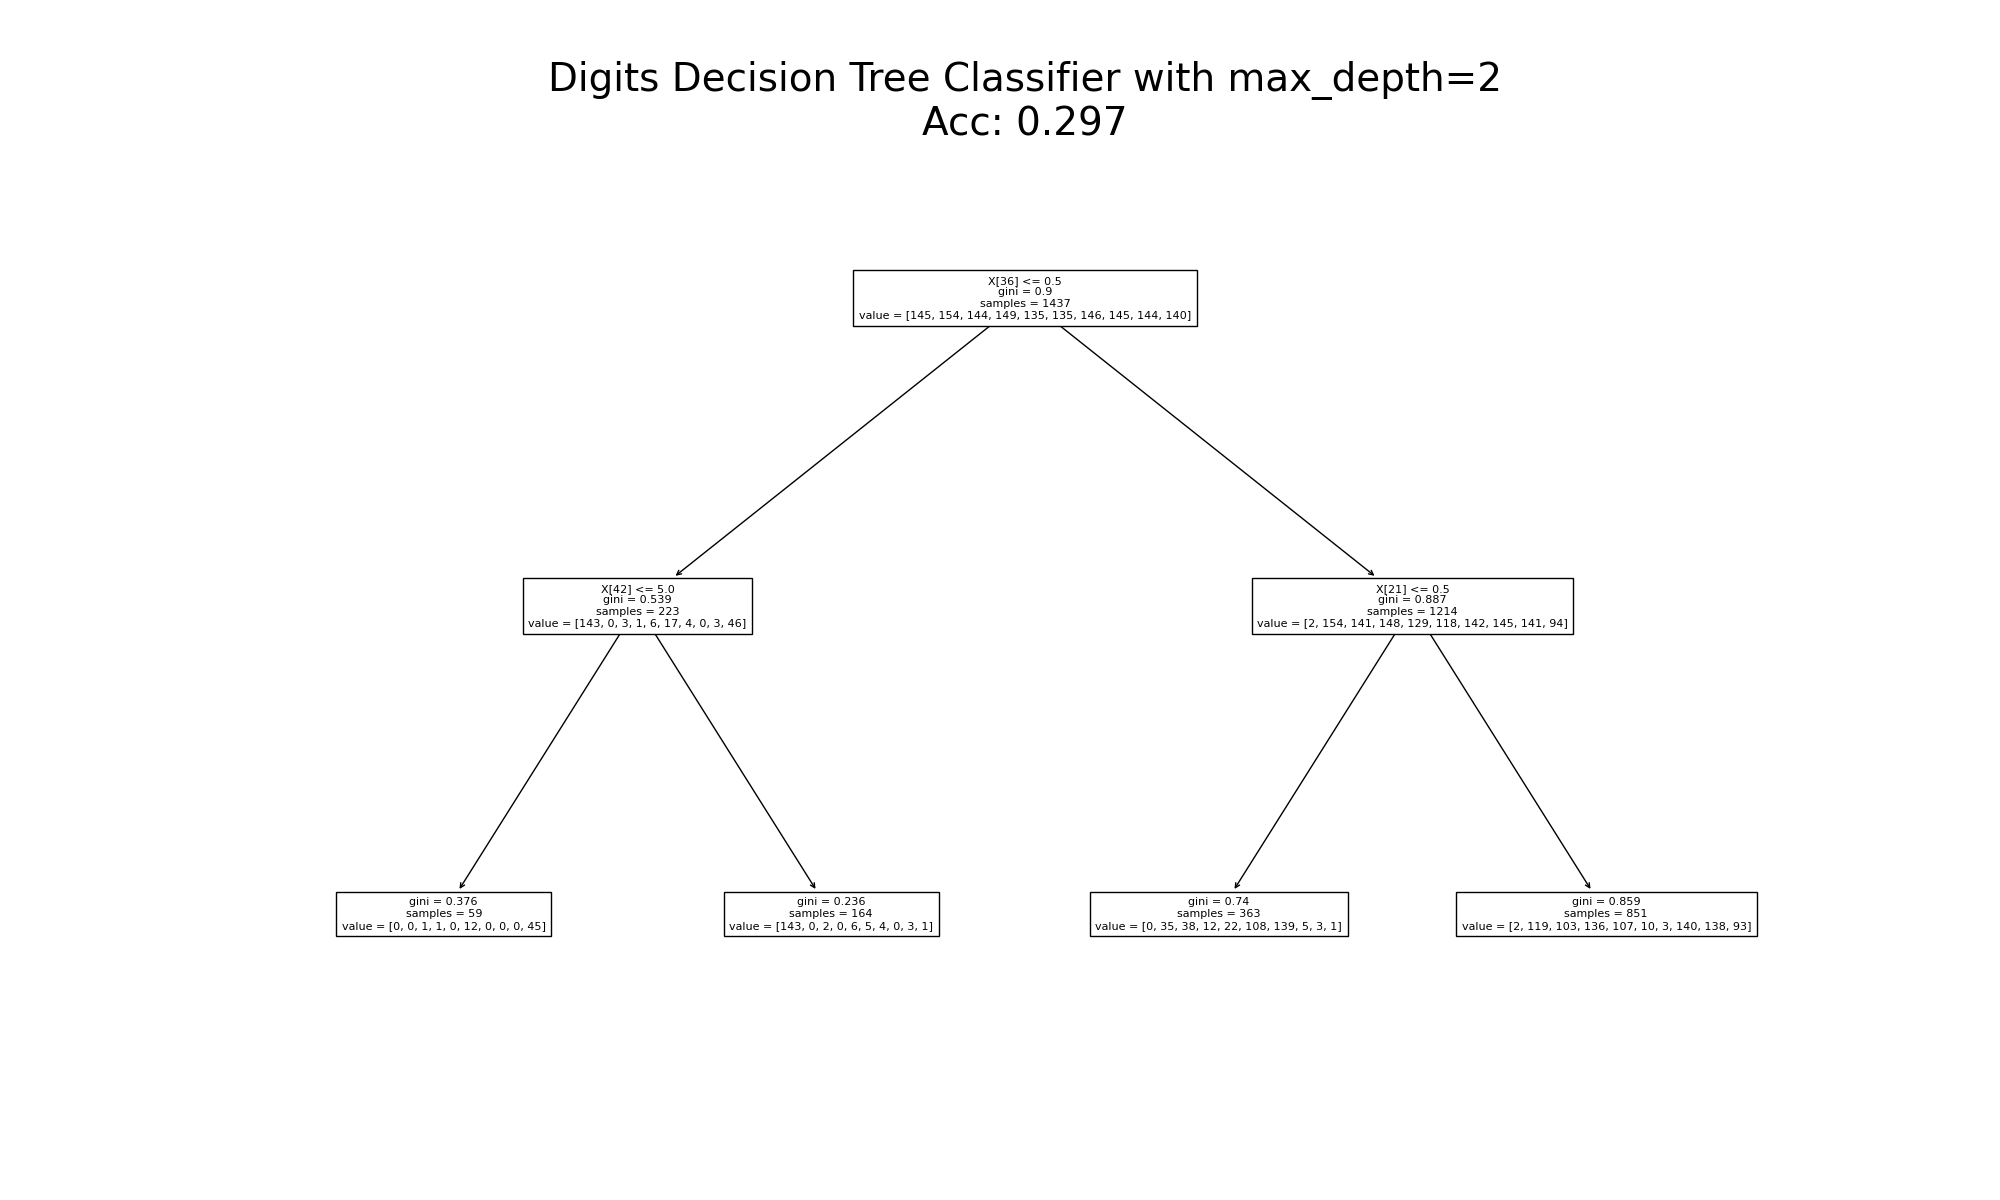 Digits Decision Tree Classifier with max_depth=2
Acc: 0.297
X[36] <= 0.5
gini = 0.9
samples = 1437
value = [145, 154, 144, 149, 135, 135, 146, 145, 144, 140]
X[42] <= 5.0
gini = 0.539
samples = 223
value = [143, 0, 3, 1, 6, 17, 4, 0, 3, 46]
X[21] <= 0.5
gini = 0.887
samples = 1214
value = [2, 154, 141, 148, 129, 118, 142, 145, 141, 94]
gini = 0.376
samples = 59
value = [0, 0, 1, 1, 0, 12, 0, 0, 0, 45]
gini = 0.236
samples = 164
value = [143, 0, 2, 0, 6, 5, 4, 0, 3, 1]
gini = 0.74
samples = 363
value = [0, 35, 38, 12, 22, 108, 139, 5, 3, 1]
gini = 0.859
samples = 851
value = [2, 119, 103, 136, 107, 10, 3, 140, 138, 93]